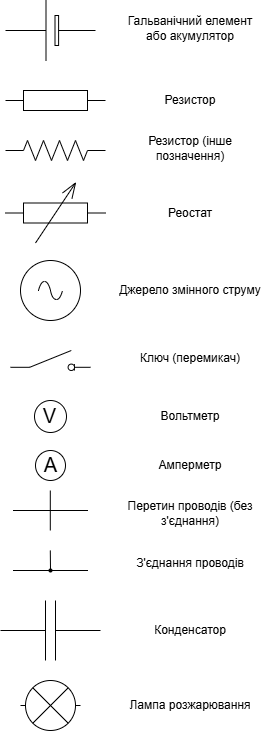 Гальванічний елемент
або акумулятор
Резистор
Резистор (інше
позначення)
Реостат
Джерело змінного струму
Ключ (перемикач)
V
Вольтметр
A
Амперметр
Перетин проводів (без
з'єднання)
З'єднання проводів
Конденсатор
Лампа розжарювання